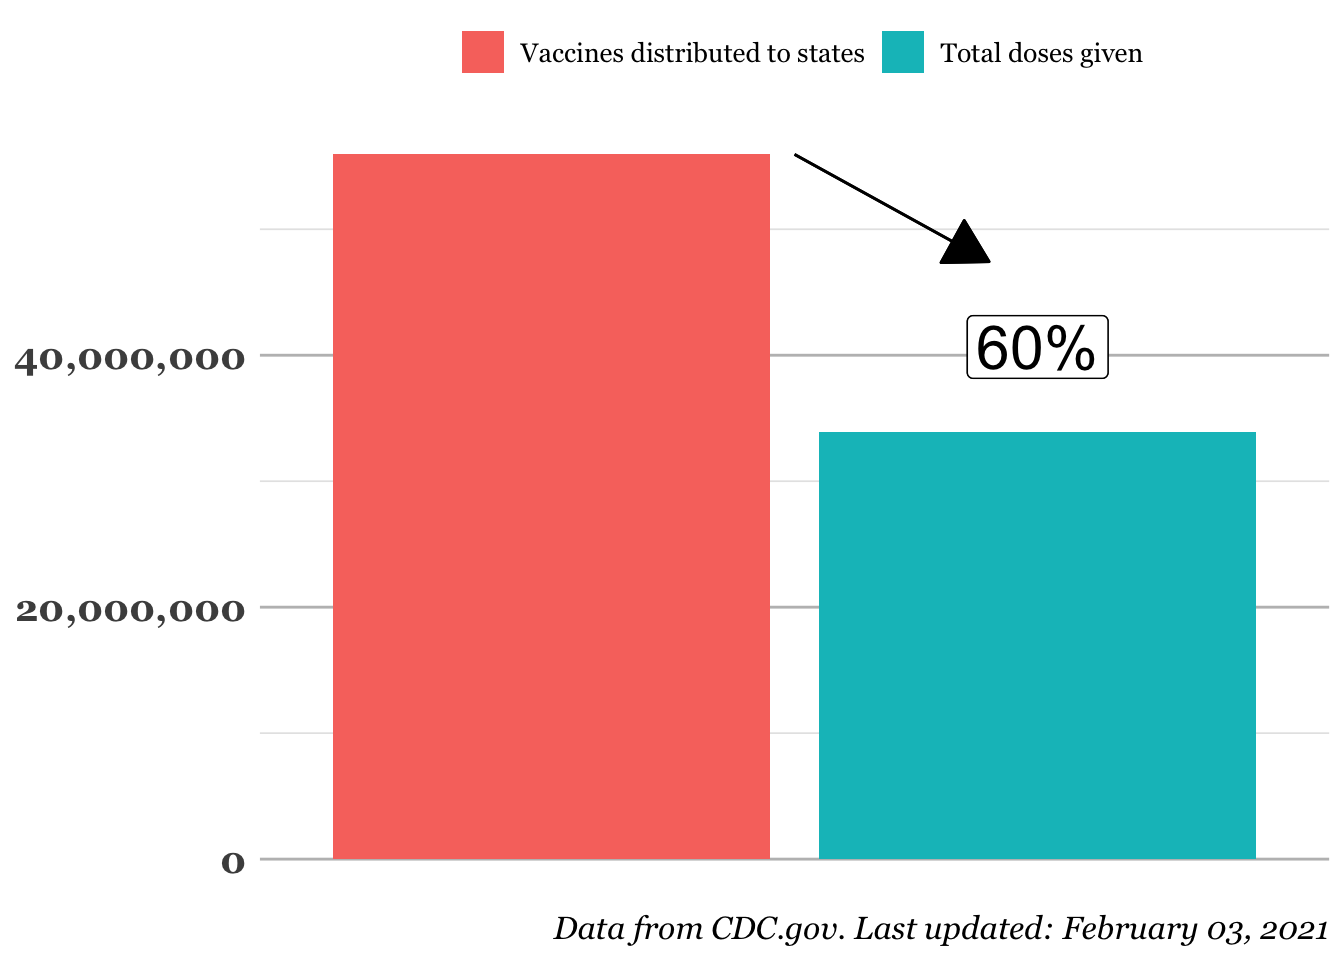 Vaccines distributed to states Total doses given
60%
40,000,000
20,000,000
0
Data from CDC.gov. Last updated: February 03, 2021